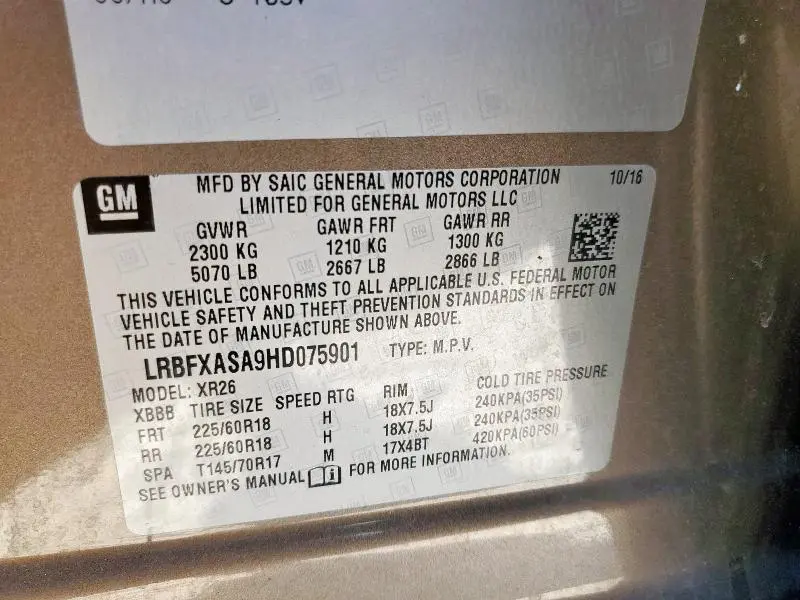 GM
MFD BY SAIC GENERAL MOTORS CORPORATION 10/16
LIMITED FOR GENERAL MOTORS LLC
GVWR GAWR FRT GAWR RR
2300 KG 1210 KG 1300 KG
5070 LB 2667 LB 2866 LB
THIS VEHICLE CONFORMS TO ALL APPLICABLE U.S. FEDERAL MOTOR
VEHICLE SAFETY AND THEFT PREVENTION STANDARDS IN EFFECT ON
THE DATE OF MANUFACTURE SHOWN ABOVE.
LRBFXASA9HD075901 TYPE: M.P.V.
MODEL: XR26
XBBB TIRE SIZE SPEED RTG RIM COLD TIRE PRESSURE
FRT 225/60R18 H 18X7.5J 240KPA(35PSI)
RR 225/60R18 H 18X7.5J 240KPA(35PSI)
SPA T145/70R17 M 17X4BT 420KPA(60PSI)
SEE OWNER'S MANUAL FOR MORE INFORMATION.